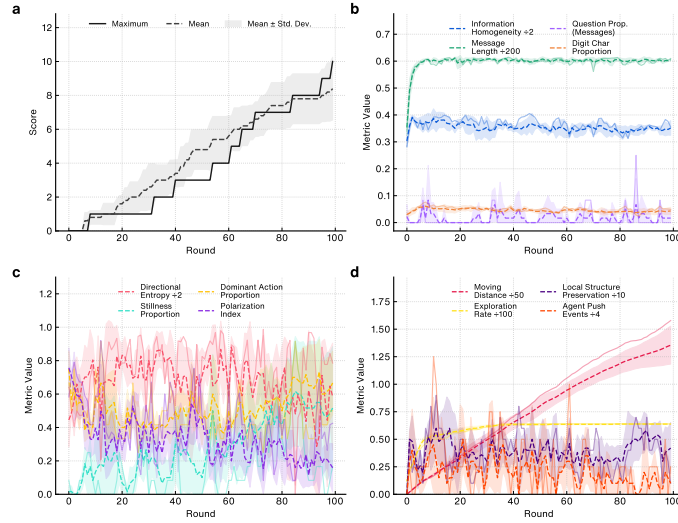 a
Maximum
Mean
Mean ± Std. Dev.
12
10
8
6
4
2
0
Score
0
20
40
60
80
100
Round
b
Information
Homogeneity ÷2
Message
Length ÷200
Question Prop.
(Messages)
Digit Char
Proportion
0.7
0.6
0.5
0.4
0.3
0.2
0.1
0.0
Metric Value
0
20
40
60
80
100
Round
c
Directional
Entropy ÷2
Stillness
Proportion
Dominant Action
Proportion
Polarization
Index
1.2
1.0
0.8
0.6
0.4
0.2
0.0
Metric Value
0
20
40
60
80
100
Round
d
Moving
Distance ÷50
Exploration
Rate ÷100
Local Structure
Preservation ÷10
Agent Push
Events ÷4
1.75
1.50
1.25
1.00
0.75
0.50
0.25
0.00
Metric Value
0
20
40
60
80
100
Round